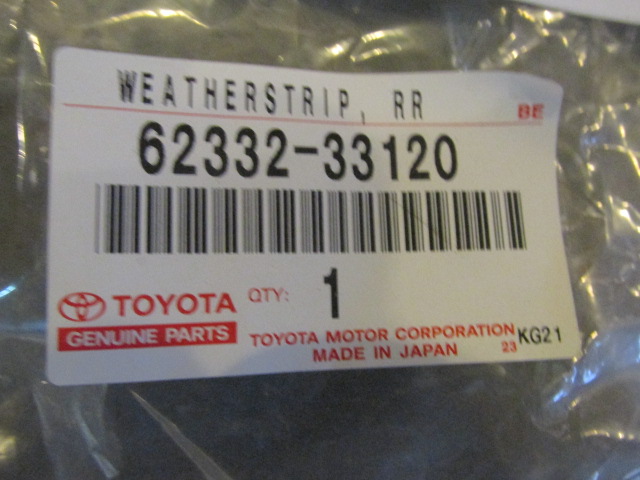 WEATHERSTRIP, RR
BE
62332-33120
TOYOTA QTY: 1
GENUINE PARTS
TOYOTA MOTOR CORPORATION KG21
MADE IN JAPAN 23